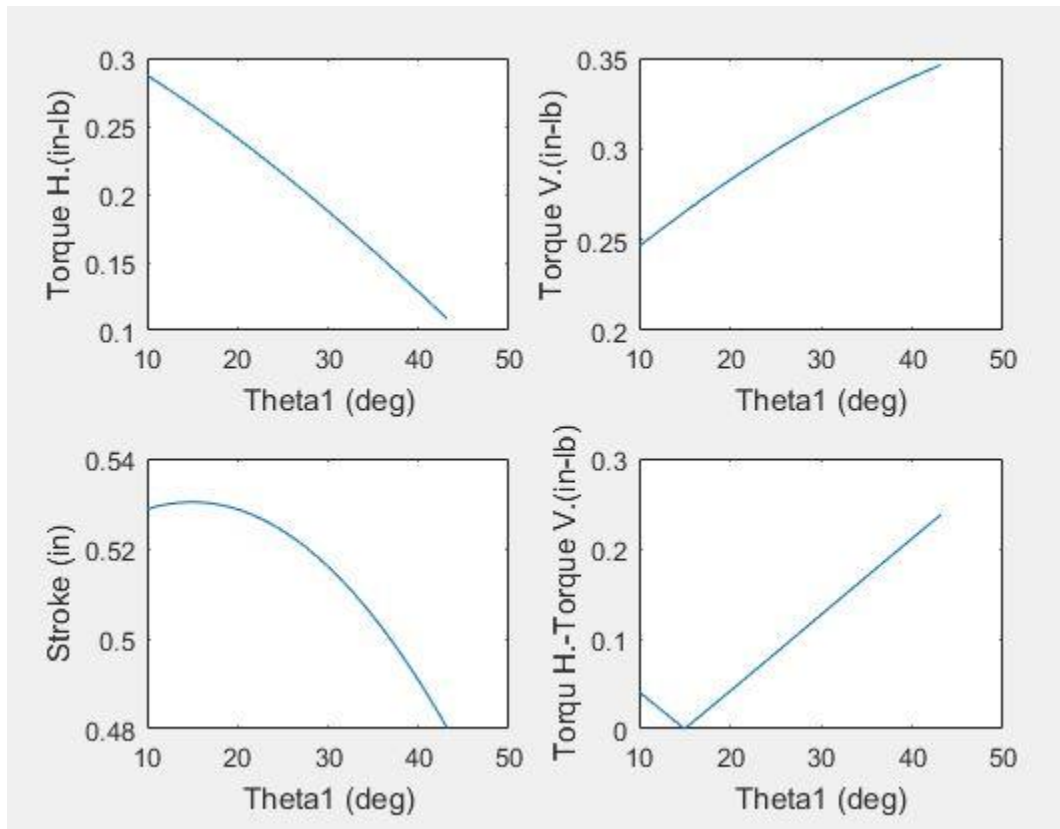 0.3
0.25
0.2
0.15
0.1
Torque H.(in-lb)
10 20 30 40 50
Theta1 (deg)
0.35
0.3
0.25
0.2
Torque V.(in-lb)
10 20 30 40 50
Theta1 (deg)
0.54
0.52
0.5
0.48
Stroke (in)
10 20 30 40 50
Theta1 (deg)
0.3
0.2
0.1
0
Torqu H.-Torque V.(in-lb)
10 20 30 40 50
Theta1 (deg)